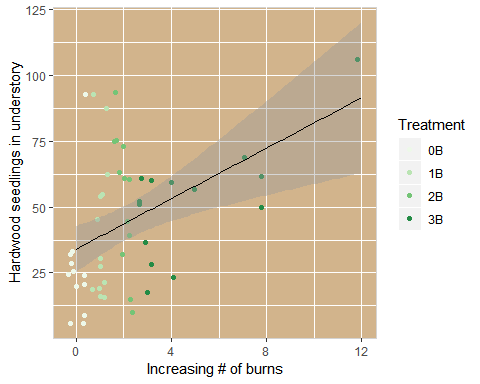 125
100
75
50
25
0
4
8
12
Hardwood seedlings in understory
Increasing # of burns
Treatment
0B
1B
2B
3B